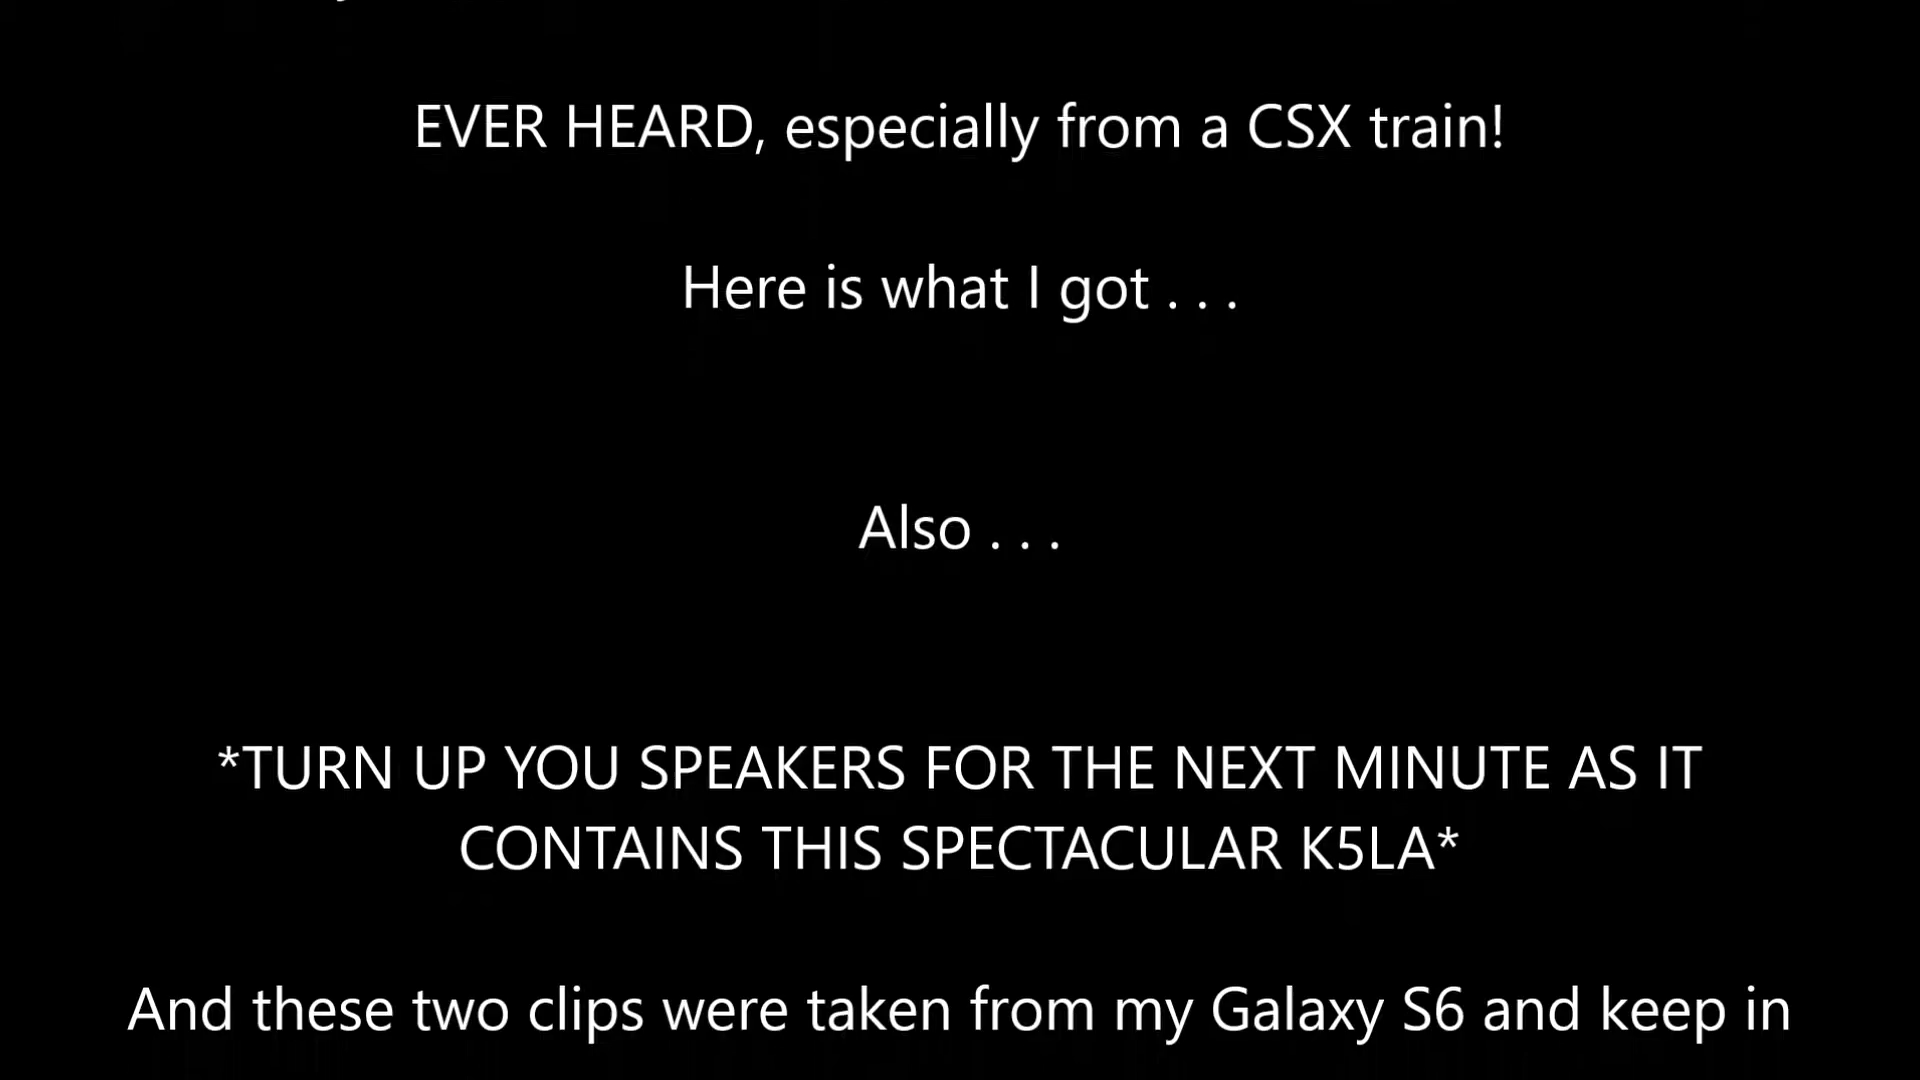 EVER HEARD, especially from a CSX train!
Here is what I got . . .
Also . . .
*TURN UP YOU SPEAKERS FOR THE NEXT MINUTE AS IT
CONTAINS THIS SPECTACULAR K5LA*
And these two clips were taken from my Galaxy S6 and keep in